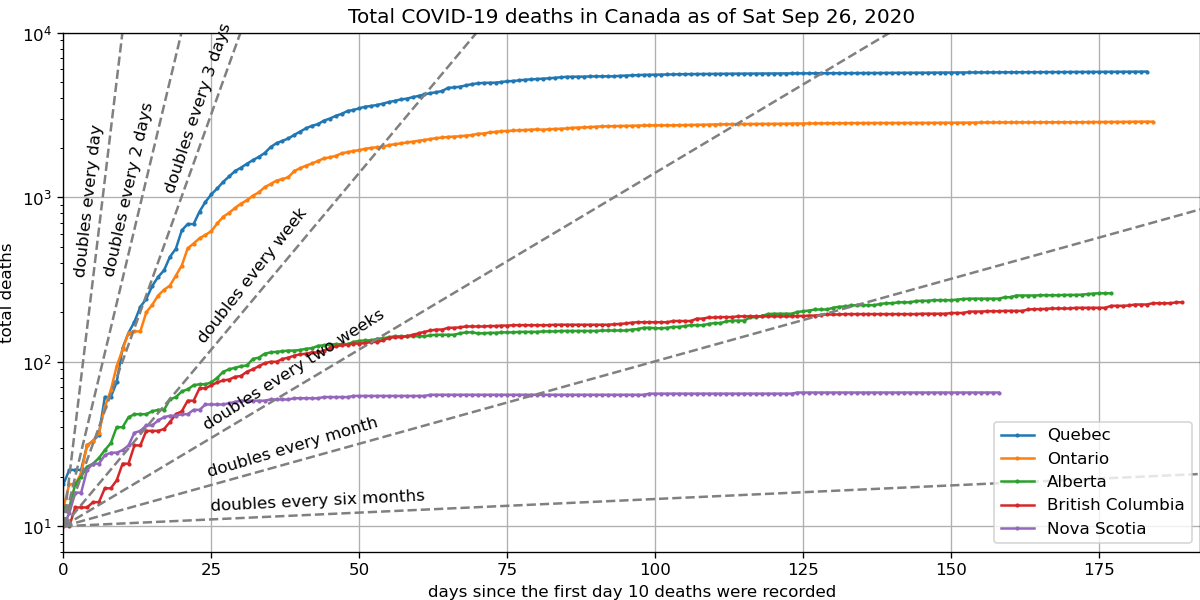 Total COVID-19 deaths in Canada as of Sat Sep 26, 2020
10^4
10^3
10^2
10^1
total deaths
doubles every day
doubles every 2 days
doubles every 3 days
doubles every week
doubles every two weeks
doubles every month
doubles every six months
Quebec
Ontario
Alberta
British Columbia
Nova Scotia
0 25 50 75 100 125 150 175
days since the first day 10 deaths were recorded